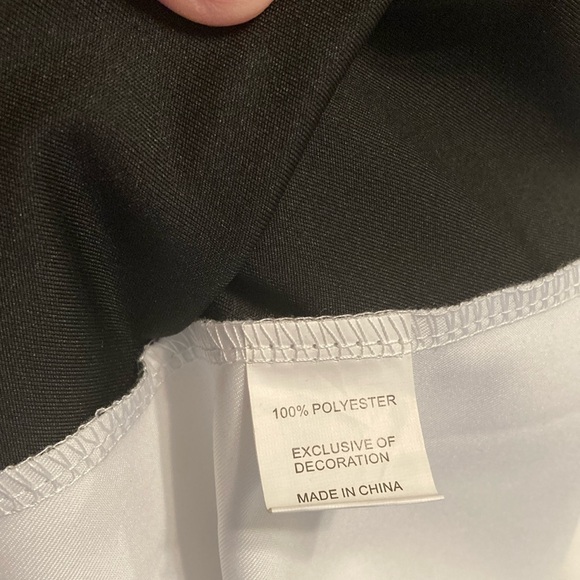 100% POLYESTER
EXCLUSIVE OF
DECORATION
MADE IN CHINA